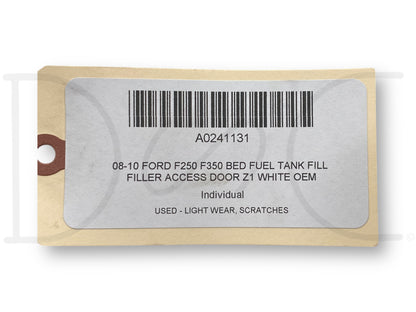 A0241131
08-10 FORD F250 F350 BED FUEL TANK FILL
FILLER ACCESS DOOR Z1 WHITE OEM
Individual
USED - LIGHT WEAR, SCRATCHES